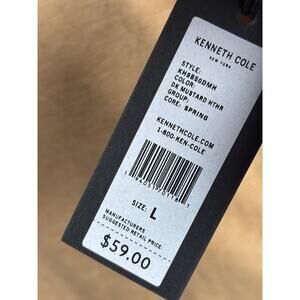 KENNETH COLE
NEW YORK
STYLE:
KH9B50DMH
COLOR:
DK MUSTARD HTHR
GROUP:
CORE: SPRING
KENNETHCOLE.COM
1-800-KEN-COLE
SIZE: L
MANUFACTURERS
SUGGESTED RETAIL PRICE:
$59.00